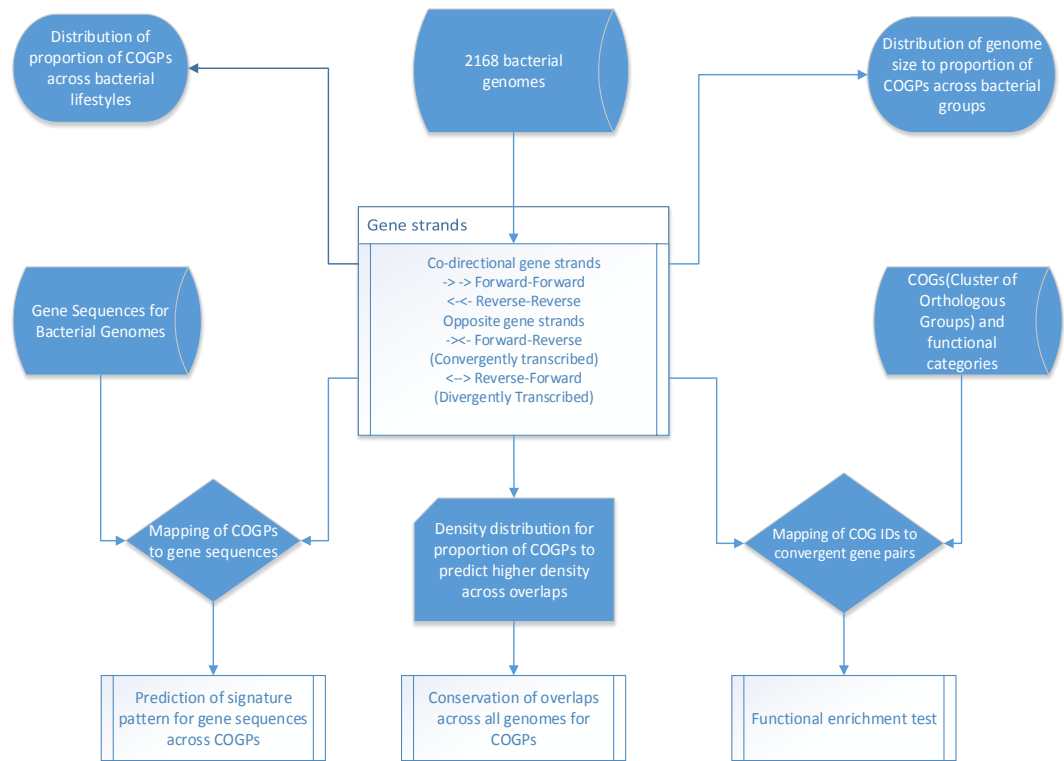 Distribution of
proportion of COGPs
across bacterial
lifestyles
2168 bacterial
genomes
Distribution of genome
size to proportion of
COGPs across bacterial
groups
Gene strands
Co-directional gene strands
-> -> Forward-Forward
<-<- Reverse-Reverse
Opposite gene strands
-><- Forward-Reverse
(Convergently transcribed)
<--> Reverse-Forward
(Divergently Transcribed)
Gene Sequences for
Bacterial Genomes
COGs(Cluster of
Orthologous
Groups) and
functional
categories
Mapping of COGPs
to gene sequences
Density distribution for
proportion of COGPs to
predict higher density
across overlaps
Mapping of COG IDs to
convergent gene pairs
Prediction of signature
pattern for gene sequences
across COGPs
Conservation of overlaps
across all genomes for
COGPs
Functional enrichment test